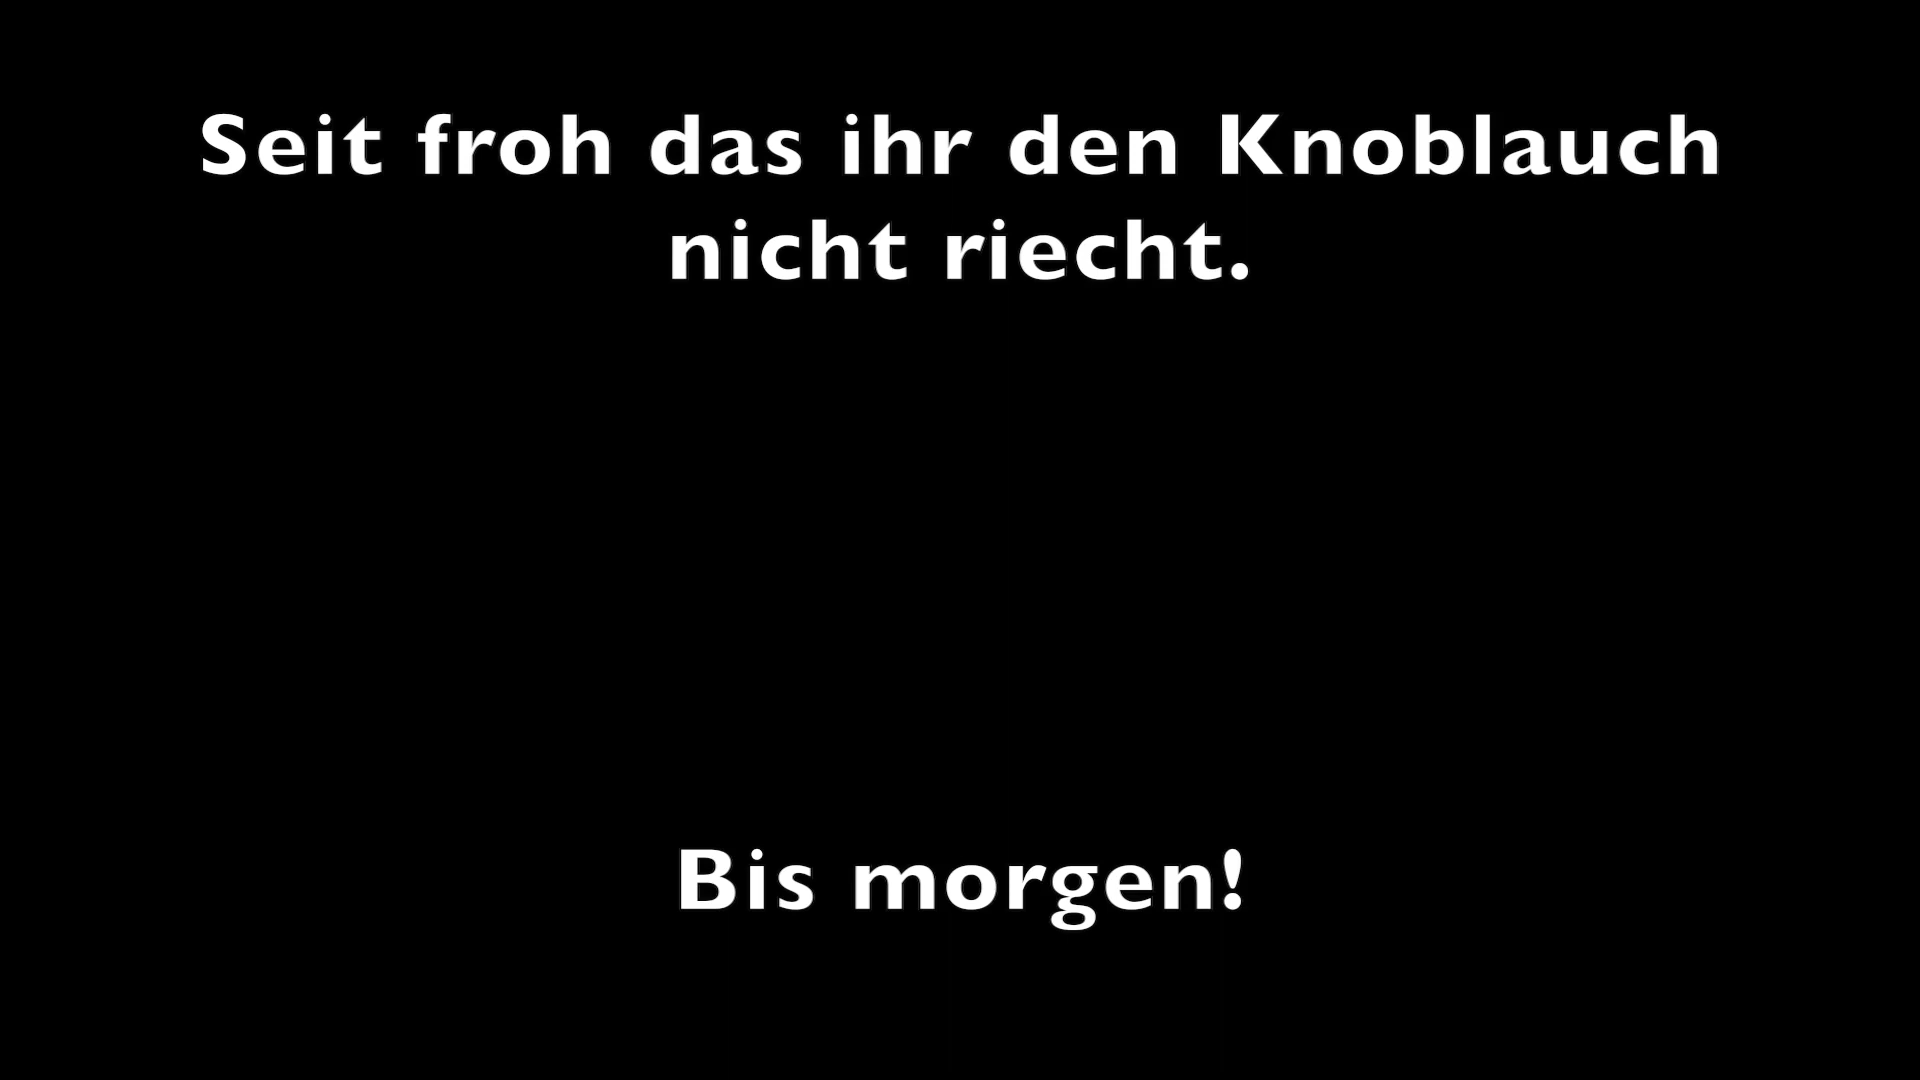 Seit froh das ihr den Knoblauch
nicht riecht.
Bis morgen!